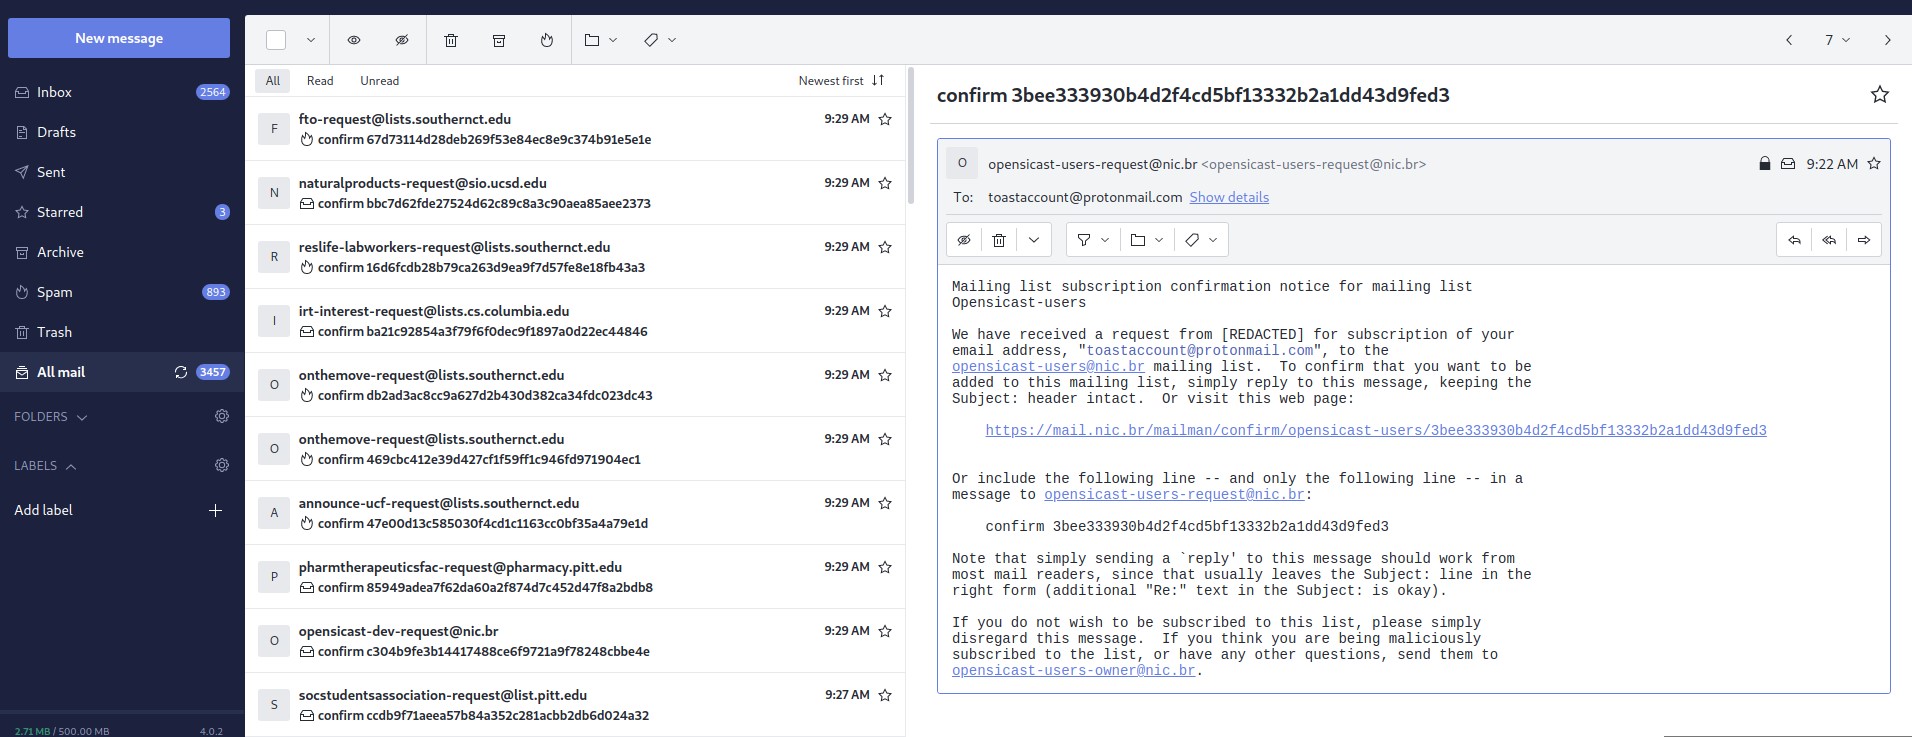 New message
Inbox 2564
Drafts
Sent
Starred 3
Archive
Spam 893
Trash
All mail 3457
FOLDERS
LABELS
Add label
2.71 MB / 500.00 MB 4.0.2
7
All Read Unread Newest first
F fto-request@lists.southernct.edu 9:29 AM
confirm 67d73114d28deb269f53e84ec8e9c374b91e5e1e
N naturalproducts-request@sio.ucsd.edu 9:29 AM
confirm bbc7d62fde27524d62c89c8a3c90aea85aee2373
R reslife-labworkers-request@lists.southernct.edu 9:29 AM
confirm 16d6fcdb28b79ca263d9ea9f7d57fe8e18fb43a3
I irt-interest-request@lists.cs.columbia.edu 9:29 AM
confirm ba21c92854a3f79f6f0dec9f1897a0d22ec44846
O onthemove-request@lists.southernct.edu 9:29 AM
confirm db2ad3ac8cc9a627d2b430d382ca34fdc023dc43
O onthemove-request@lists.southernct.edu 9:29 AM
confirm 469cbc412e39d427cf1f59ff1c946fd971904ec1
A announce-ucf-request@lists.southernct.edu 9:29 AM
confirm 47e00d13c585030f4cd1c1163cc0bf35a4a79e1d
P pharmtherapeuticsfac-request@pharmacy.pitt.edu 9:29 AM
confirm 85949adea7f62da60a2f874d7c452d47f8a2bdb8
O opensicast-dev-request@nic.br 9:29 AM
confirm c304b9fe3b14417488ce6f9721a9f78248cbbe4e
S socstudentsassociation-request@list.pitt.edu 9:27 AM
confirm ccdb9f71aeea57b84a352c281acbb2db6d024a32
confirm 3bee333930b4d2f4cd5bf13332b2a1dd43d9fed3
O opensicast-users-request@nic.br <opensicast-users-request@nic.br> 9:22 AM
To: toastaccount@protonmail.com Show details
Mailing list subscription confirmation notice for mailing list
Opensicast-users
We have received a request from [REDACTED] for subscription of your
email address, "toastaccount@protonmail.com", to the
opensicast-users@nic.br mailing list. To confirm that you want to be
added to this mailing list, simply reply to this message, keeping the
Subject: header intact. Or visit this web page:
https://mail.nic.br/mailman/confirm/opensicast-users/3bee333930b4d2f4cd5bf13332b2a1dd43d9fed3
Or include the following line -- and only the following line -- in a
message to opensicast-users-request@nic.br:
confirm 3bee333930b4d2f4cd5bf13332b2a1dd43d9fed3
Note that simply sending a `reply' to this message should work from
most mail readers, since that usually leaves the Subject: line in the
right form (additional "Re:" text in the Subject: is okay).
If you do not wish to be subscribed to this list, please simply
disregard this message. If you think you are being maliciously
subscribed to the list, or have any other questions, send them to
opensicast-users-owner@nic.br.